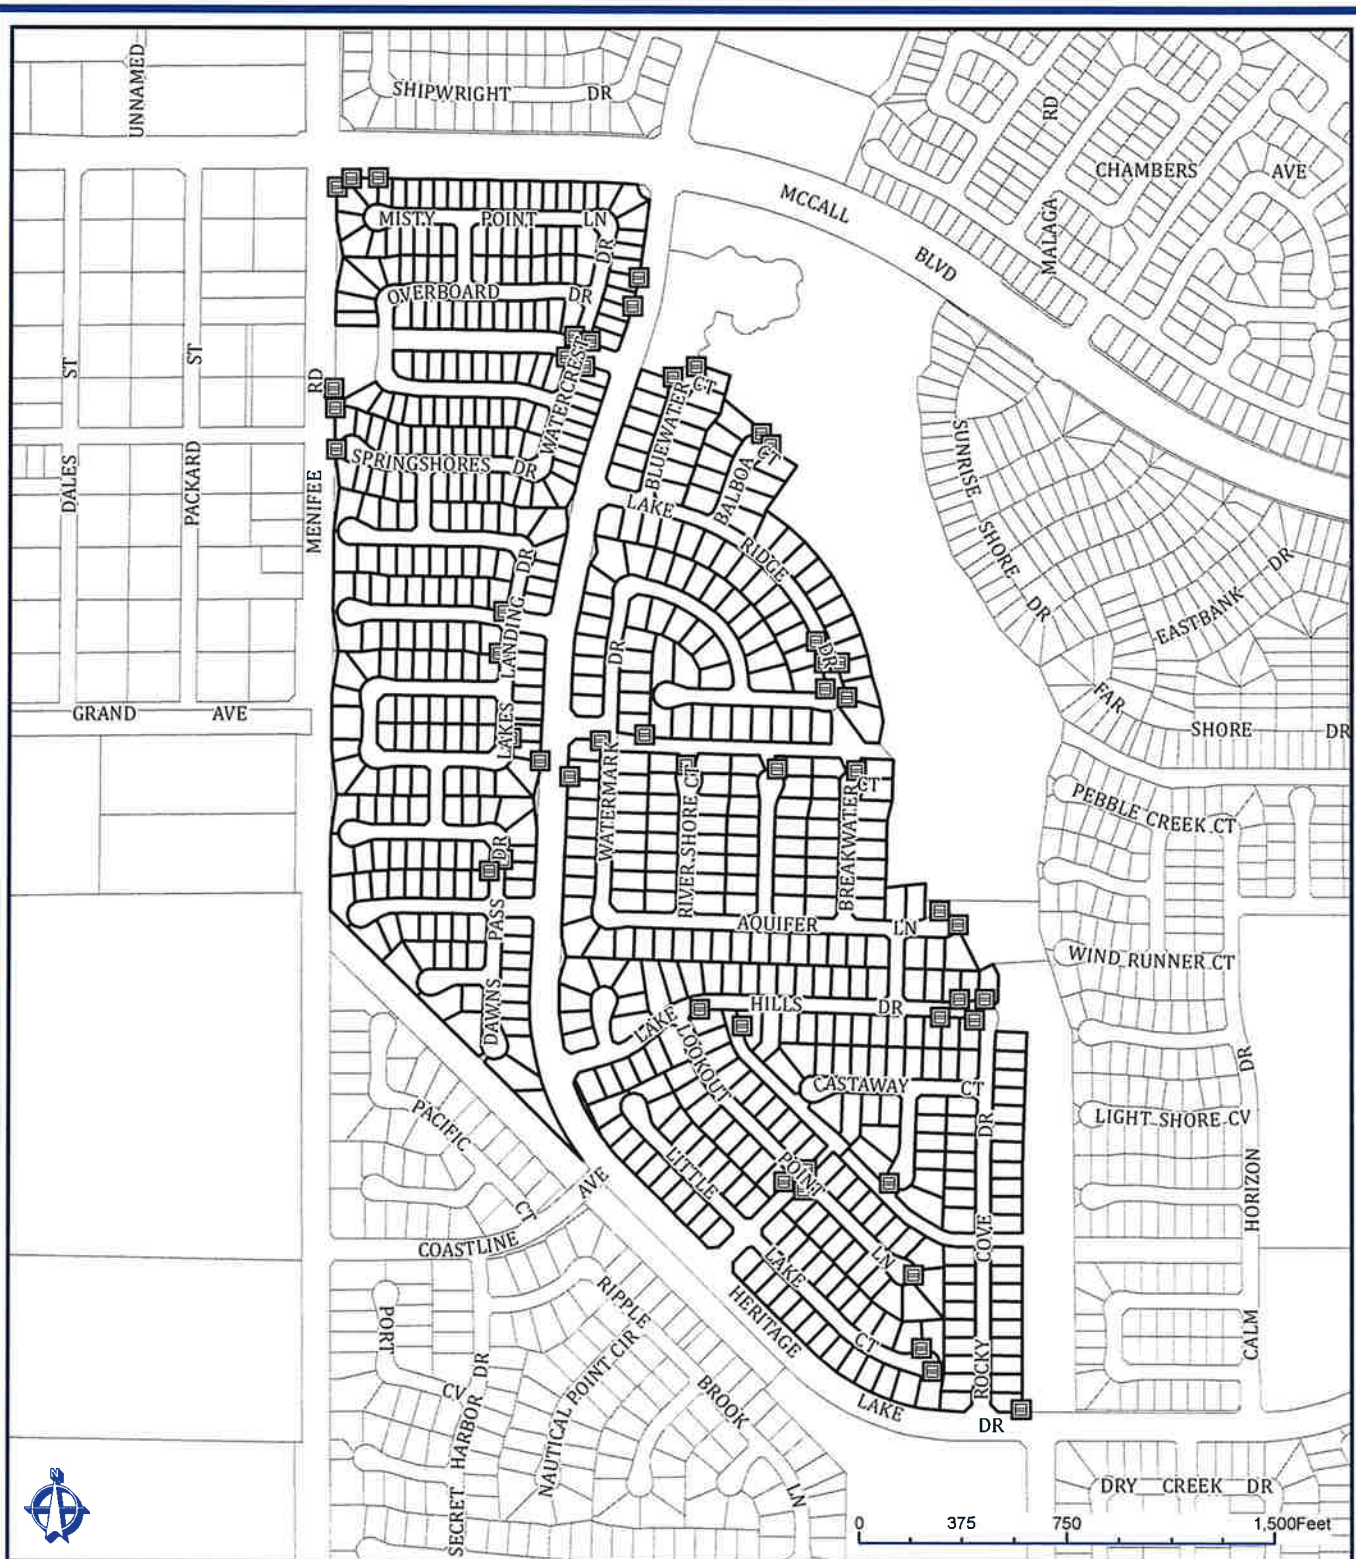 UNNAMED
SHIPWRIGHT DR
RD
CHAMBERS AVE
MCCALL BLVD
MALAGA
MISTY POINT LN
DR
OVERBOARD DR
ST
ST
RD
WATERCREST
BLUEWATER CT
BALBOA CT
SPRINGSHORES DR
DALES
PACKARD
MENIFEE
LAKE RIDGE DR
SUNRISE SHORE DR
EASTBANK DR
LAKES LANDING DR
DR
GRAND AVE
FAR SHORE DR
WATERMARK
RIVER SHORE CT
BREAKWATER CT
PEBBLE CREEK CT
DAWNS PASS DR
AQUIFER LN
WIND RUNNER CT
LAKE HILLS DR
LOOKOUT POINT LN
DR
CASTAWAY CT
LIGHT SHORE CV
PACIFIC CT
LITTLE LAKE CT
DR
COVE
ROCKY
HORIZON
CALM
AVE
COASTLINE
PORT CV
RIPPLE BROOK LN
HERITAGE LAKE DR
NAUTICAL POINT CIR
SECRET HARBOR DR
DRY CREEK DR
N
0 375 750 1,500Feet